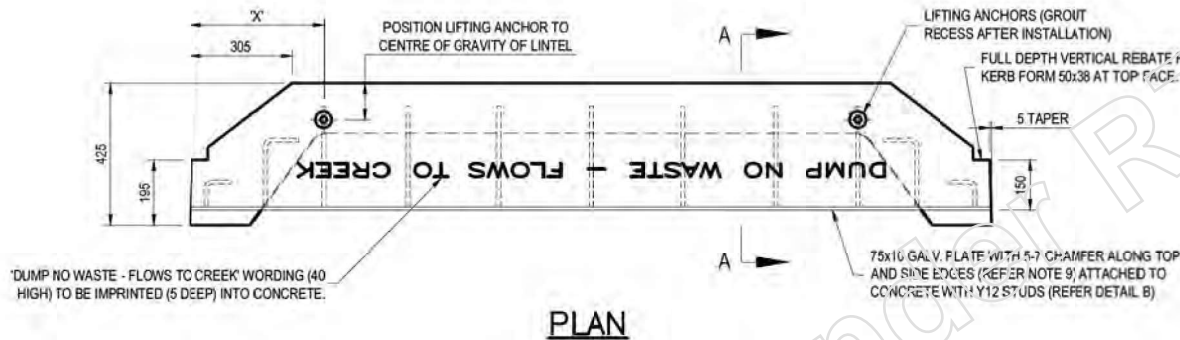 'X'
305
POSITION LIFTING ANCHOR TO
CENTRE OF GRAVITY OF LINTEL
A
LIFTING ANCHORS (GROUT
RECESS AFTER INSTALLATION)
FULL DEPTH VERTICAL REBATE
KERB FORM 50x38 AT TOP FACE.
5 TAPER
425
195
150
DUMP NO WASTE - FLOWS TO CREEK
'DUMP NO WASTE - FLOWS TO CREEK' WORDING (40
HIGH) TO BE IMPRINTED (5 DEEP) INTO CONCRETE.
A
75x10 GALV. PLATE WITH 5-7 CHAMFER ALONG TOP
AND SIDE EDGES (REFER NOTE 9) ATTACHED TO
CONCRETE WITH Y12 STUDS (REFER DETAIL B)
PLAN